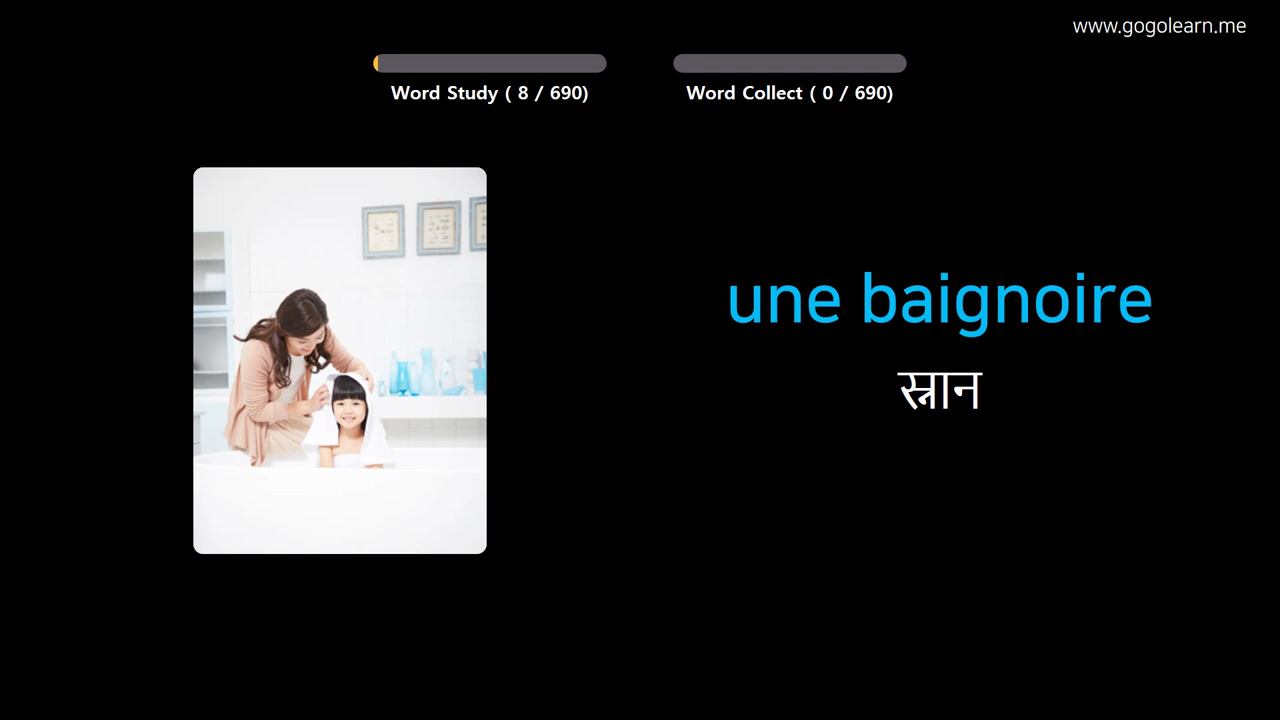 www.gogolearn.me
Word Study ( 8 / 690)
Word Collect ( 0 / 690)
une baignoire
स्नान